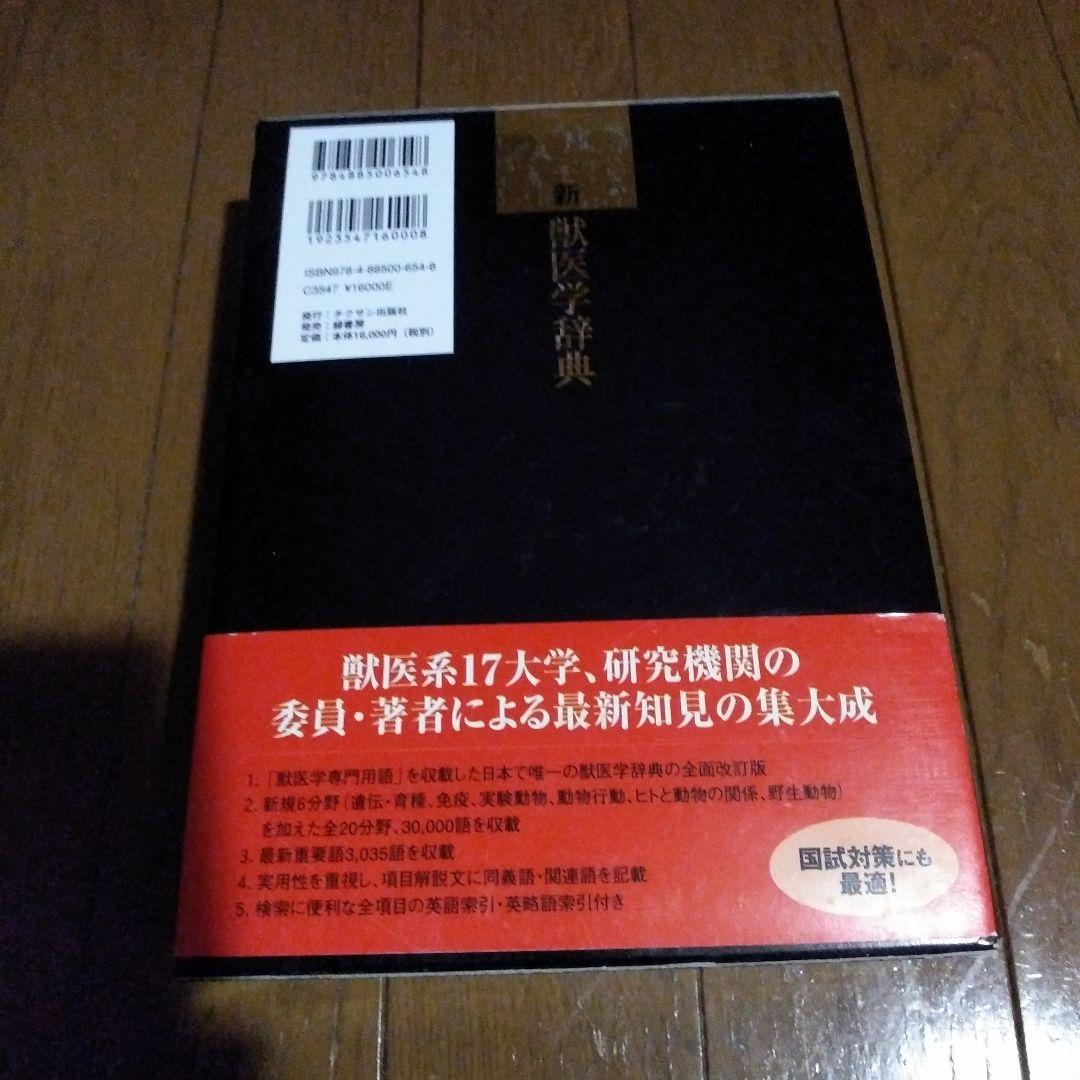 9784885006548
1923547160008
ISBN978-4-88500-654-8
C3547 ¥16000E
発行：チクサン出版社
発売：緑書房
定価：本体16,000円（税別）
新
獣医学辞典
獣医系17大学、研究機関の
委員・著者による最新知見の集大成
1.「獣医学専門用語」を収載した日本で唯一の獣医学辞典の全面改訂版
2. 新規6分野（遺伝・育種、免疫、実験動物、動物行動、ヒトと動物の関係、野生動物）
を加えた全20分野、30,000語を収載
3. 最新重要語3,035語を収載
4. 実用性を重視し、項目解説文に同義語・関連語を記載
5. 検索に便利な全項目の英語索引・英略語索引付き
国試対策にも
最適！